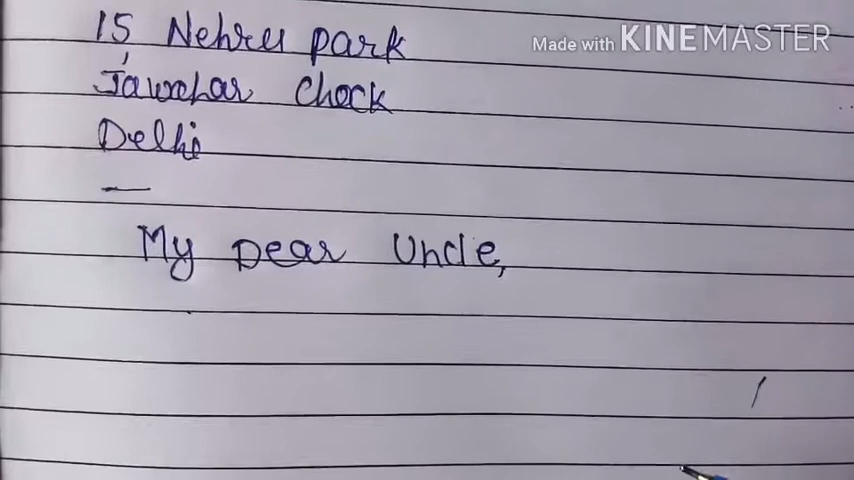 15, Nehru park
Made with KINEMASTER
Jawahar Chock
Delhi
My Dear Uncle,